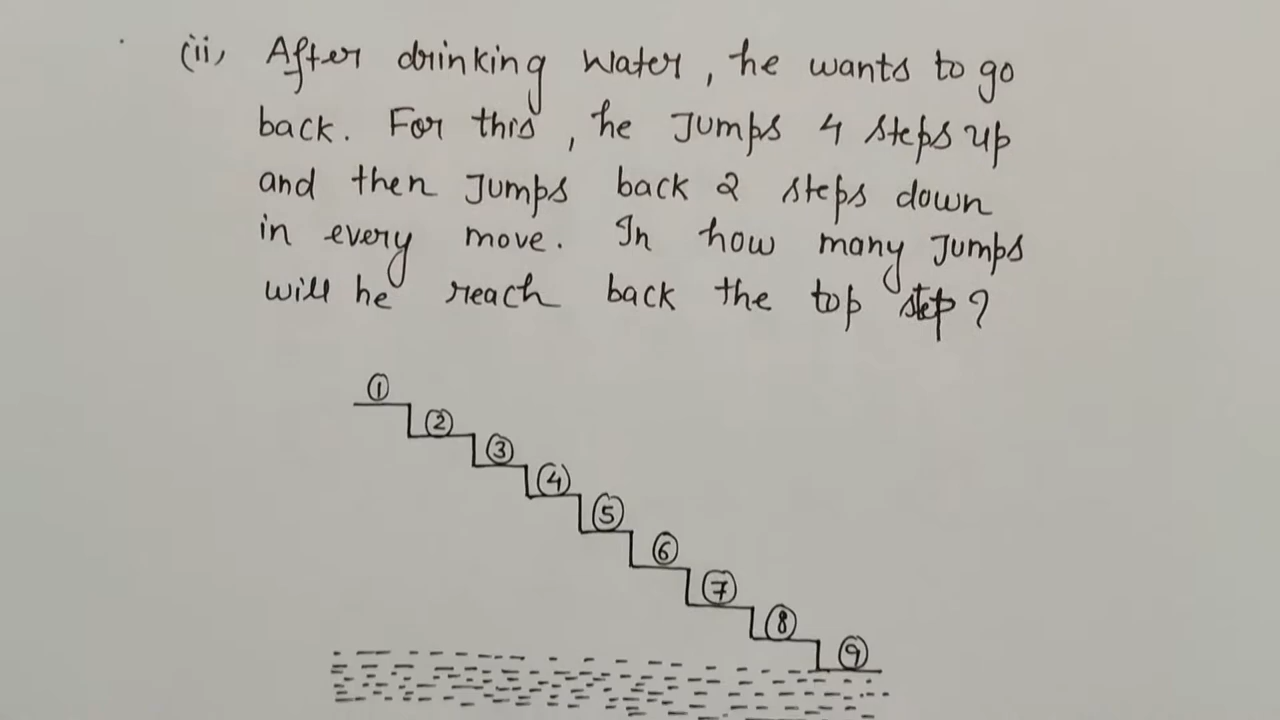 (ii) After drinking water, he wants to go
back. For this, he Jumps 4 steps up
and then Jumps back 2 steps down
in every move. In how many Jumps
will he reach back the top step?
1
2
3
4
5
6
7
8
9